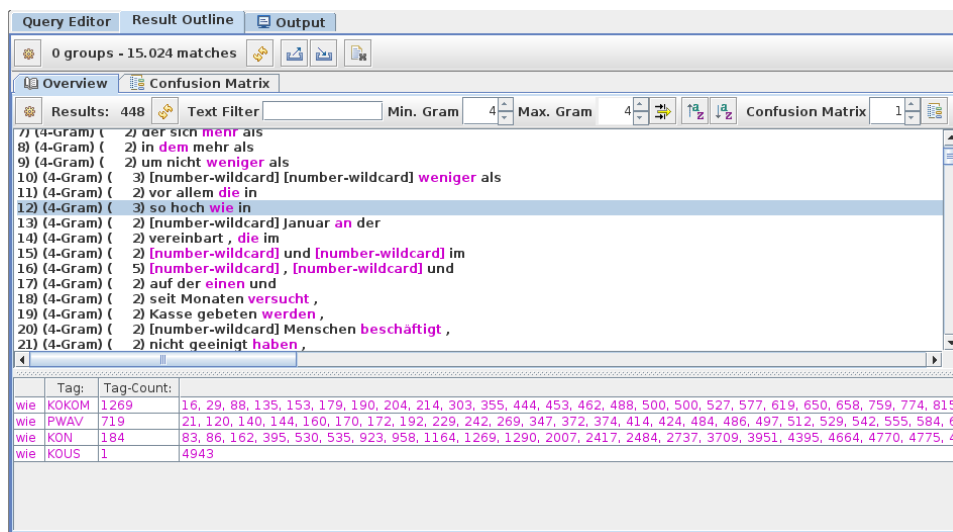 Query Editor Result Outline Output
0 groups - 15.024 matches
Overview Confusion Matrix
Results: 448 Text Filter Min. Gram 4 Max. Gram 4 Confusion Matrix 1
7) (4-Gram) ( 2) der sich mehr als
8) (4-Gram) ( 2) in dem mehr als
9) (4-Gram) ( 2) um nicht weniger als
10) (4-Gram) ( 3) [number-wildcard] [number-wildcard] weniger als
11) (4-Gram) ( 2) vor allem die in
12) (4-Gram) ( 3) so hoch wie in
13) (4-Gram) ( 2) [number-wildcard] Januar an der
14) (4-Gram) ( 2) vereinbart , die im
15) (4-Gram) ( 2) [number-wildcard] und [number-wildcard] im
16) (4-Gram) ( 5) [number-wildcard] , [number-wildcard] und
17) (4-Gram) ( 2) auf der einen und
18) (4-Gram) ( 2) seit Monaten versucht ,
19) (4-Gram) ( 2) Kasse gebeten werden ,
20) (4-Gram) ( 2) [number-wildcard] Menschen beschäftigt ,
21) (4-Gram) ( 2) nicht geeinigt haben ,
Tag: Tag-Count:
wie KOKOM 1269 16, 29, 88, 135, 153, 179, 190, 204, 214, 303, 355, 444, 453, 462, 488, 500, 500, 527, 577, 619, 650, 658, 759, 774, 815
wie PWAV 719 21, 120, 140, 144, 160, 170, 172, 192, 229, 242, 269, 347, 372, 374, 414, 424, 484, 486, 497, 512, 529, 542, 555, 584,
wie KON 184 83, 86, 162, 395, 530, 535, 923, 958, 1164, 1269, 1290, 2007, 2417, 2484, 2737, 3709, 3951, 4395, 4664, 4770, 4775,
wie KOUS 1 4943